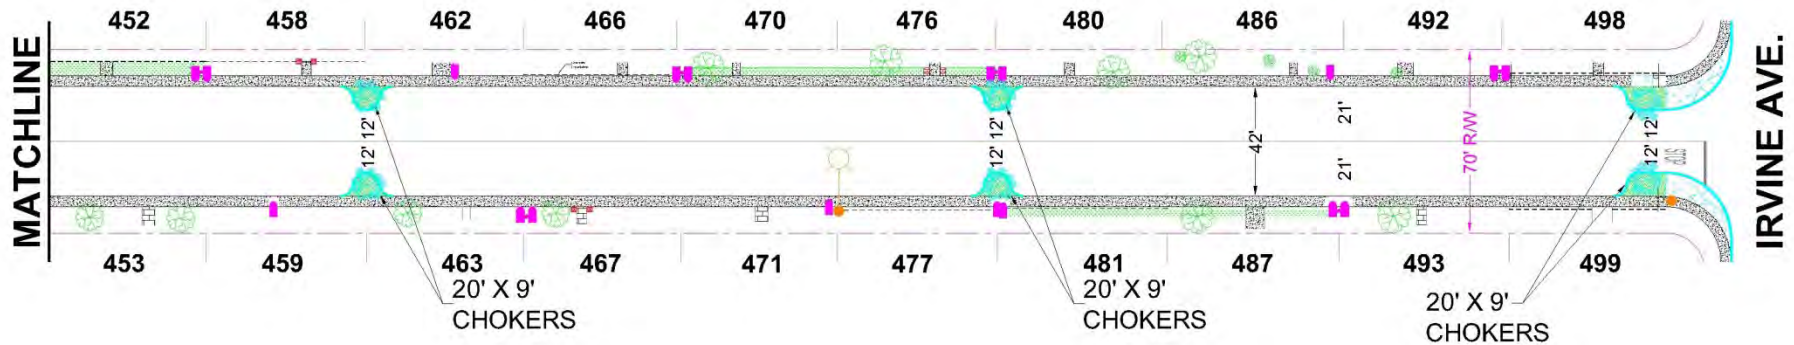 452 458 462 466 470 476 480 486 492 498
MATCHLINE
IRVINE AVE.
12' 12'
12' 12'
42'
21'
21'
70' R/W
12' 12'
STOP
453 459 463 467 471 477 481 487 493 499
20' X 9'
CHOKERS
20' X 9'
CHOKERS
20' X 9'
CHOKERS